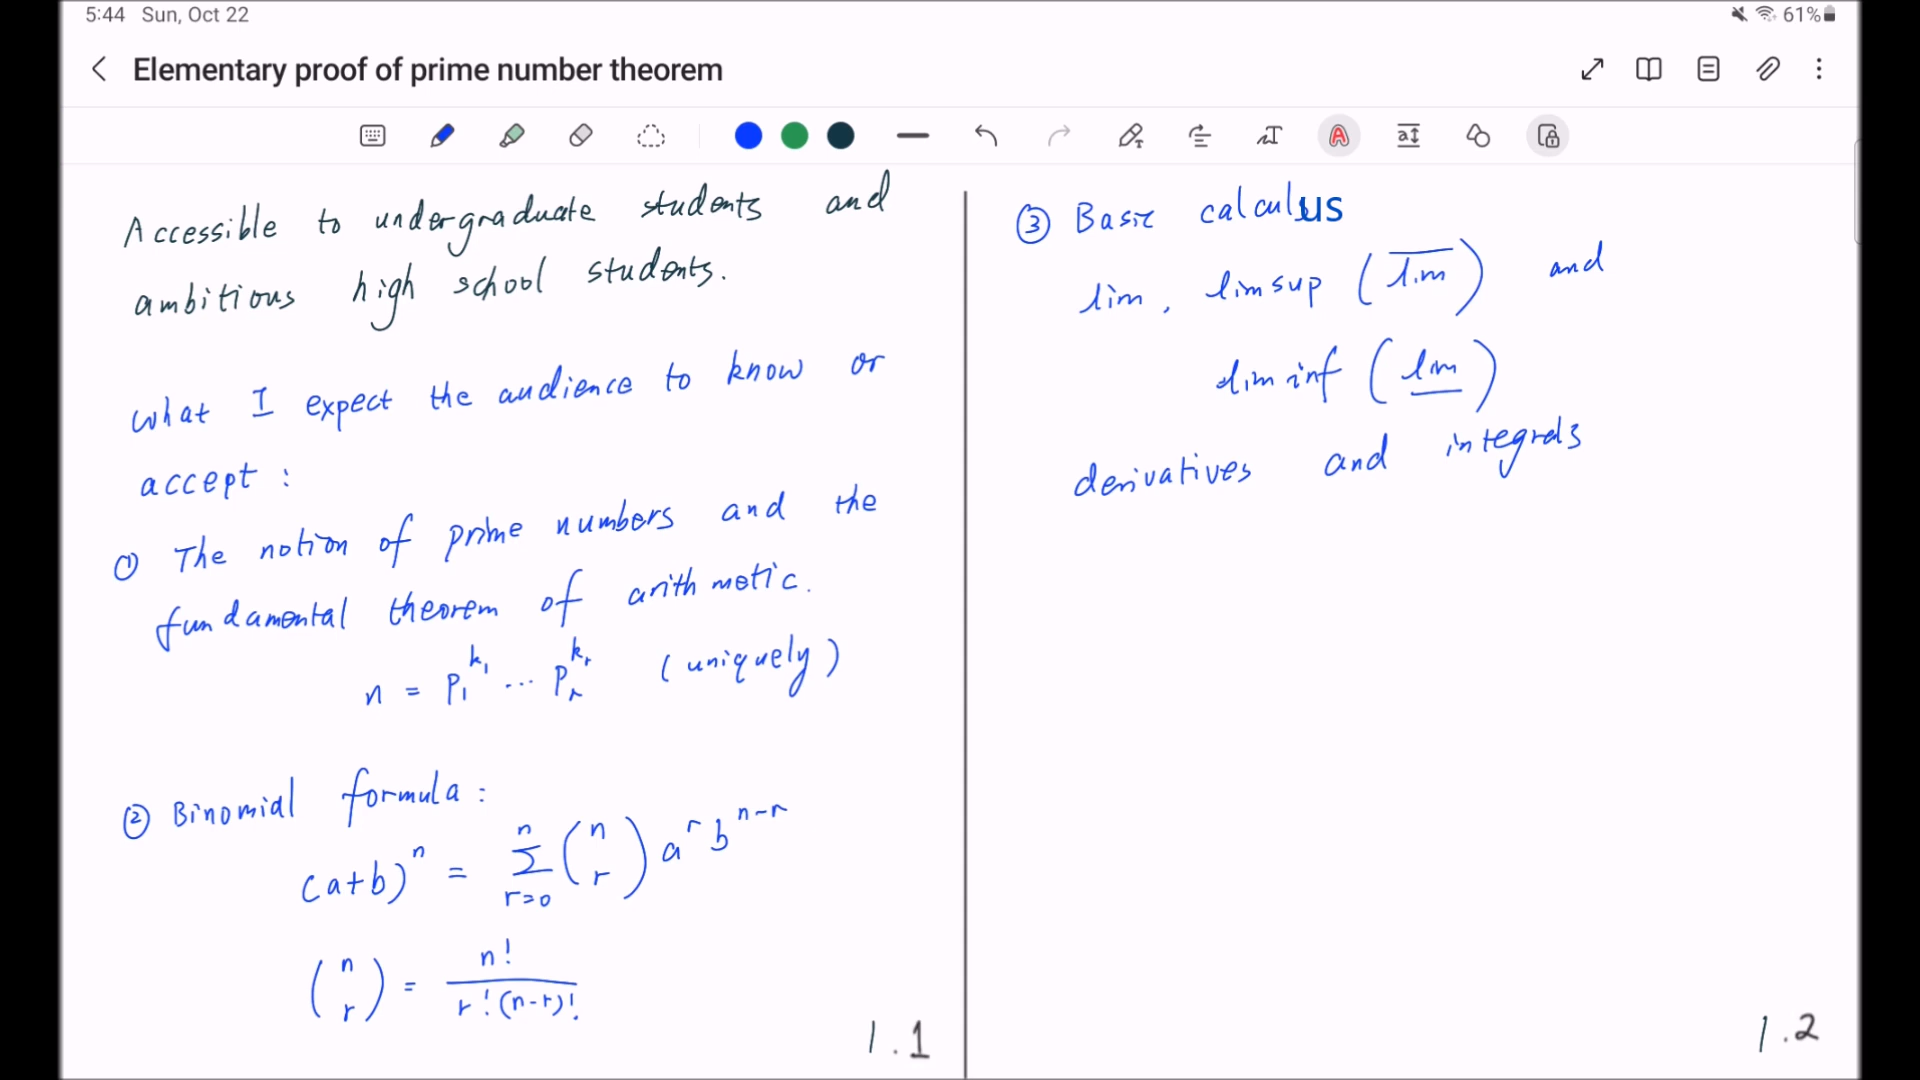 5:44 Sun, Oct 22
61%
Elementary proof of prime number theorem
Accessible to undergraduate students and
ambitious high school students.
what I expect the audience to know or
accept :
① The notion of prime numbers and the
fundamental theorem of arithmetic.
n = p₁^k₁ ... p_r^k_r (uniquely)
② Binomial formula :
(a+b)^n = Σ_{r=0}^{n} (n r) a^r b^{n-r}
(n r) = n! / r!(n-r)!
1.1
③ Basic calculus
lim, limsup (l̅i̅m̅) and
liminf (l̲i̲m̲)
derivatives and integrals
1.2